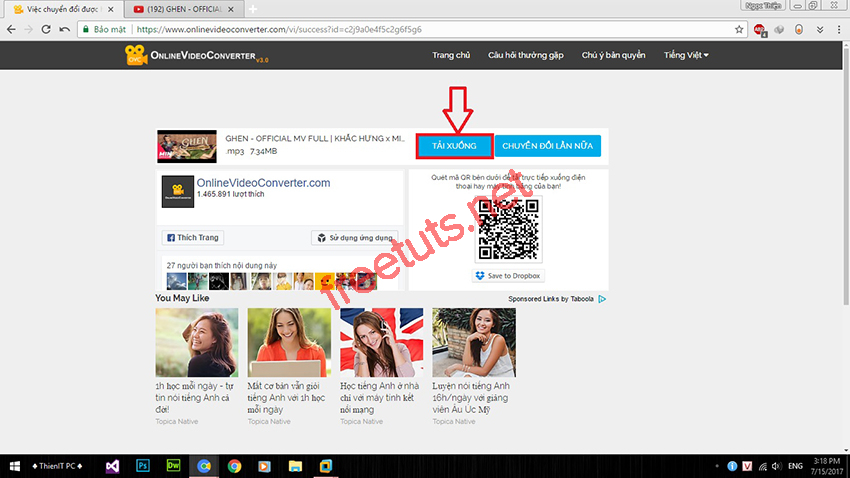 Ngọc Thiện
Việc chuyển đổi được t
(192) GHEN - OFFICIAL
Bảo mật
https://www.onlinevideoconverter.com/vi/success?id=c2j9a0e4f5c2g6f5g6
OVC
ONLINEVIDEOCONVERTER v3.0
Trang chủ
Câu hỏi thường gặp
Chú ý bản quyền
Tiếng Việt
GHEN
GHEN - OFFICIAL MV FULL | KHẮC HƯNG x MI...
.mp3 7.34MB
TẢI XUỐNG
CHUYỂN ĐỔI LẦN NỮA
OnlineVideoConverter.com
1.465.891 lượt thích
Thích Trang
Sử dụng ứng dụng
27 người bạn thích nội dung này
Quét mã QR bên dưới để tải trực tiếp xuống điện
thoại hay máy tính bảng của bạn!
Save to Dropbox
freetuts.net
You May Like
Sponsored Links by Taboola
1h học mỗi ngày - tự
tin nói tiếng Anh cả
đời!
Topica Native
Mất cơ bản vẫn giỏi
tiếng Anh với 1h học
mỗi ngày
Topica Native
Học tiếng Anh ở nhà
chỉ với máy tính kết
nối mạng
Topica Native
Luyện nói tiếng Anh
16h/ngày với giảng
viên Âu Úc Mỹ
Topica Native
♦ ThienIT PC ♦
Ps
Dw
V
ENG
3:18 PM
7/15/2017